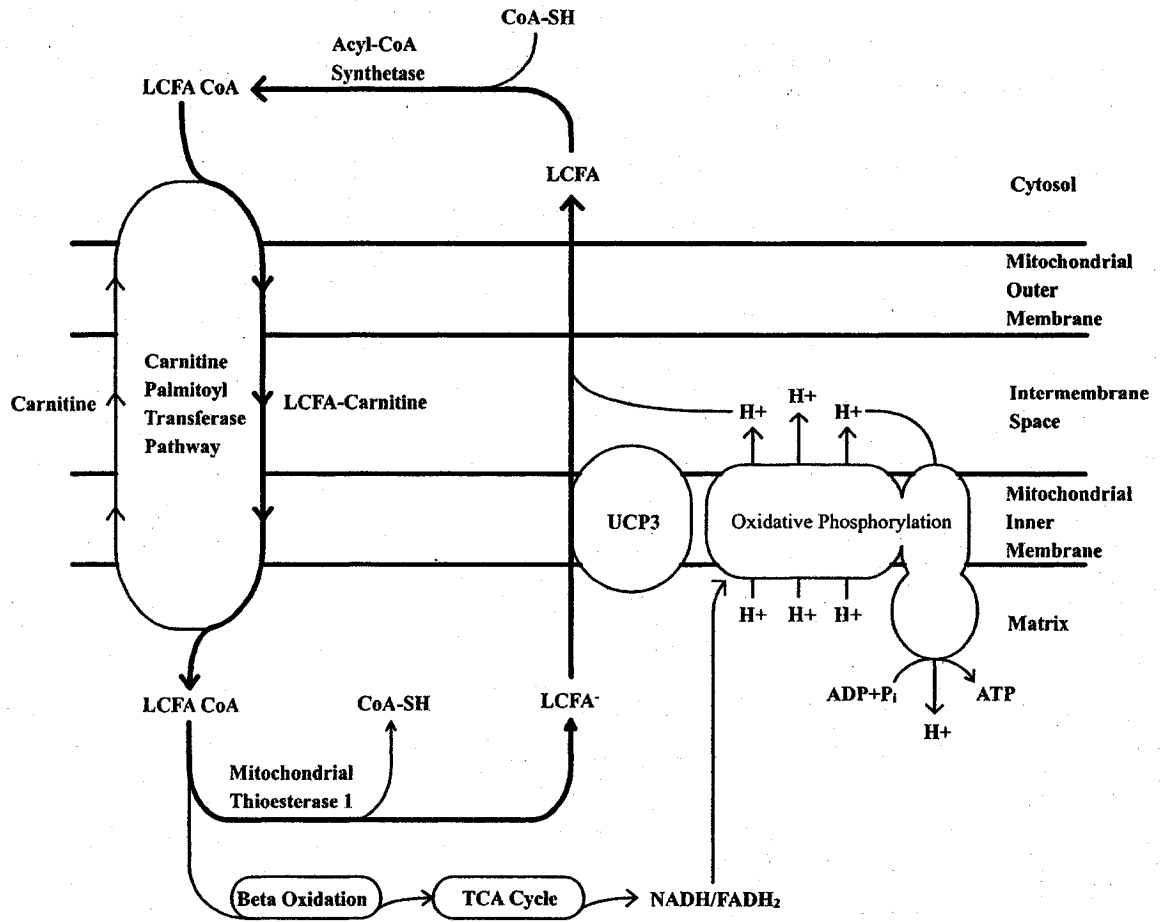 CoA-SH
Acyl-CoA
Synthetase
LCFA CoA
LCFA
Cytosol
Mitochondrial
Outer
Membrane
Carnitine
Palmitoyl
Transferase
Pathway
Carnitine
LCFA-Carnitine
H+
H+
H+
Intermembrane
Space
UCP3
Oxidative Phosphorylation
Mitochondrial
Inner
Membrane
H+
H+
H+
Matrix
LCFA CoA
CoA-SH
LCFA-
ADP+Pi
ATP
H+
Mitochondrial
Thioesterase 1
Beta Oxidation
TCA Cycle
NADH/FADH2